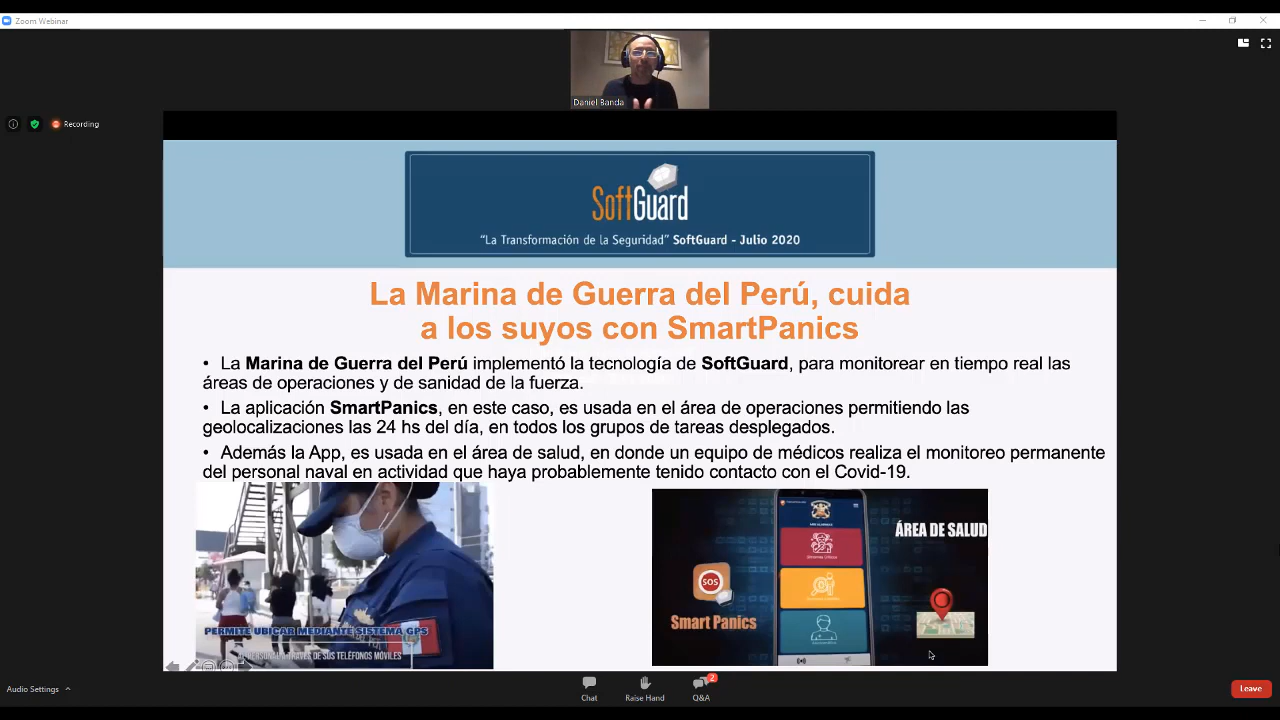 Zoom Webinar
Daniel Banda
Recording
SoftGuard
“La Transformación de la Seguridad” SoftGuard - Julio 2020
La Marina de Guerra del Perú, cuida
a los suyos con SmartPanics
• La Marina de Guerra del Perú implementó la tecnología de SoftGuard, para monitorear en tiempo real las
áreas de operaciones y de sanidad de la fuerza.
• La aplicación SmartPanics, en este caso, es usada en el área de operaciones permitiendo las
geolocalizaciones las 24 hs del día, en todos los grupos de tareas desplegados.
• Además la App, es usada en el área de salud, en donde un equipo de médicos realiza el monitoreo permanente
del personal naval en actividad que haya probablemente tenido contacto con el Covid-19.
PERMITE UBICAR MEDIANTE SISTEMA GPS
AL PERSONAL A TRAVÉS DE SUS TELÉFONOS MÓVILES
SOS
Smart Panics
ÁREA DE SALUD
Audio Settings
Chat
Raise Hand
Q&A
2
Leave